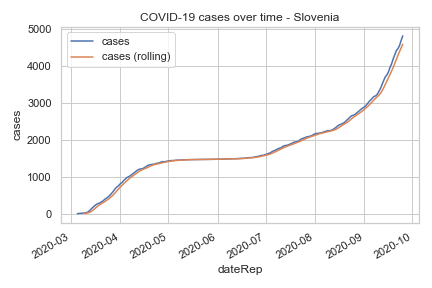 COVID-19 cases over time - Slovenia
cases
cases (rolling)
5000
4000
3000
2000
1000
0
cases
2020-03
2020-04
2020-05
2020-06
2020-07
2020-08
2020-09
2020-10
dateRep